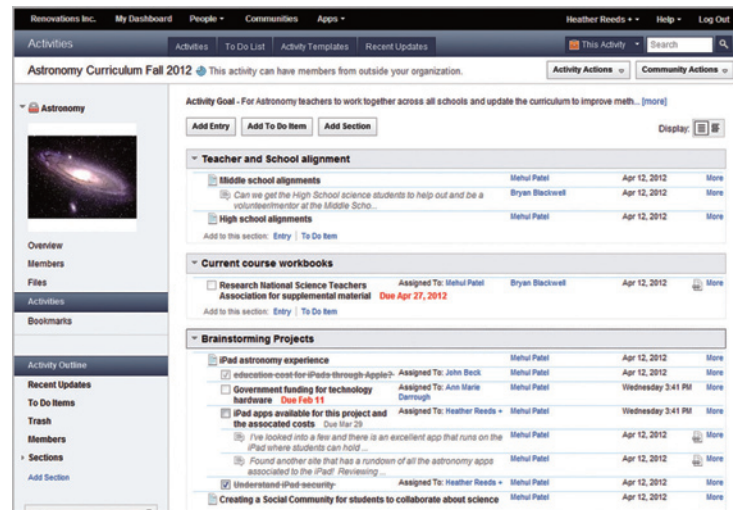 Renovations Inc. My Dashboard People Communities Apps Heather Reeds + Help Log Out
Activities Activities To Do List Activity Templates Recent Updates This Activity Search
Astronomy Curriculum Fall 2012 This activity can have members from outside your organization. Activity Actions Community Actions
Astronomy
Overview
Members
Files
Activities
Bookmarks
Activity Outline
Recent Updates
To Do Items
Trash
Members
Sections
Add Section
Activity Goal - For Astronomy teachers to work together across all schools and update the curriculum to improve meth... [more]
Add Entry Add To Do Item Add Section Display:
Teacher and School alignment
Middle school alignments Mehul Patel Apr 12, 2012 More
Can we get the High School science students to help out and be a Bryan Blackwell Apr 12, 2012 More
volunteer/mentor at the Middle Scho...
High school alignments Mehul Patel Apr 12, 2012 More
Add to this section: Entry | To Do Item
Current course workbooks
Research National Science Teachers Assigned To: Mehul Patel Bryan Blackwell Apr 12, 2012 More
Association for supplemental material Due Apr 27, 2012
Add to this section: Entry | To Do Item
Brainstorming Projects
iPad astronomy experience Mehul Patel Apr 12, 2012 More
education cost for iPads through Apple? Assigned To: John Beck Mehul Patel Apr 12, 2012 More
Government funding for technology Assigned To: Ann Marie Mehul Patel Wednesday 3:41 PM More
hardware Due Feb 11 Darrough
iPad apps available for this project and Assigned To: Heather Reeds + Mehul Patel Wednesday 3:41 PM More
the assocated costs Due Mar 29
I've looked into a few and there is an excellent app that runs on the Mehul Patel Apr 12, 2012 More
iPad where students can hold ...
Found another site that has a rundown of all the astronomy apps Mehul Patel Apr 12, 2012 More
associated to the iPad! Reviewing ...
Understand iPad security Assigned To: Heather Reeds + Mehul Patel Apr 12, 2012 More
Creating a Social Community for students to collaborate about science Mehul Patel Apr 12, 2012 More